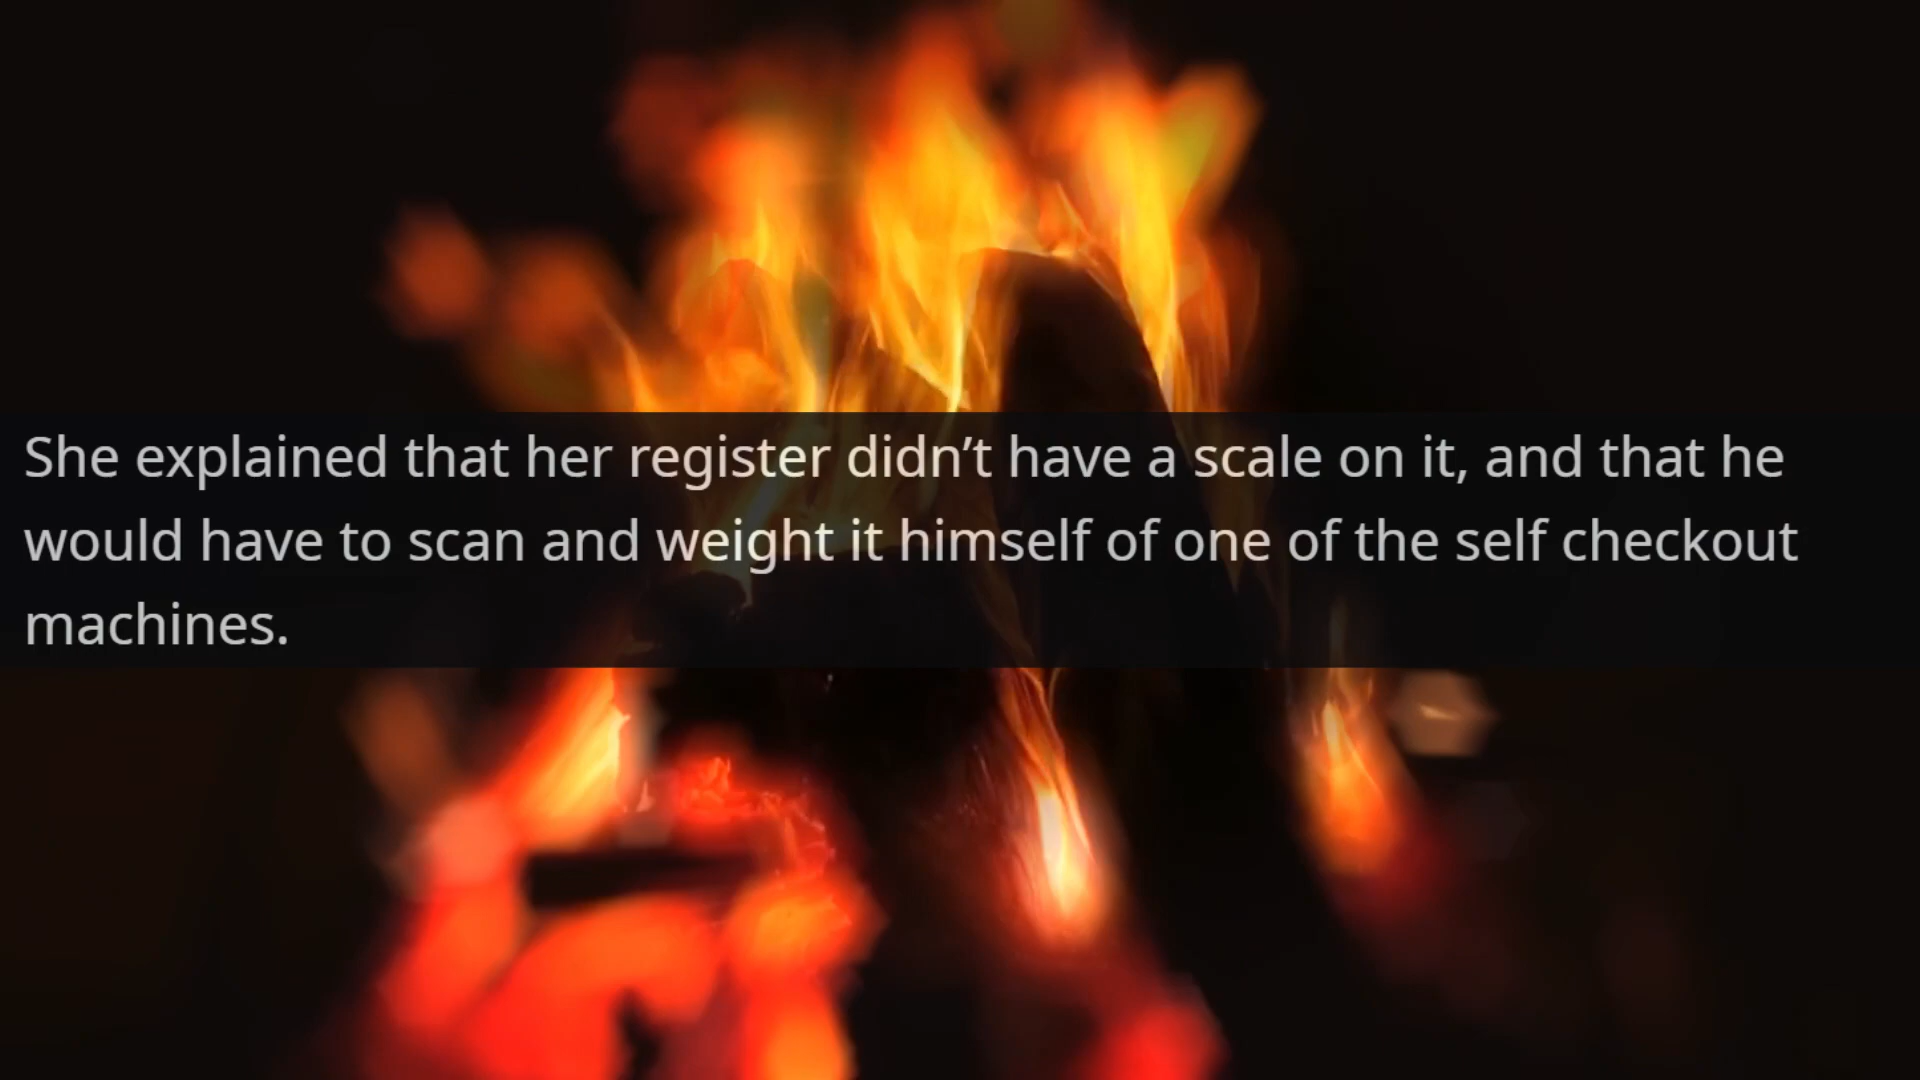 She explained that her register didn’t have a scale on it, and that he
would have to scan and weight it himself of one of the self checkout
machines.